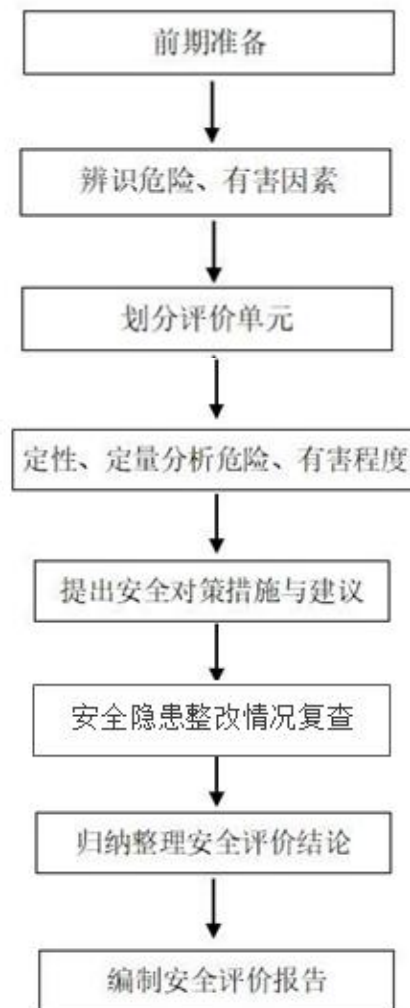 前期准备
辨识危险、有害因素
划分评价单元
定性、定量分析危险、有害程度
提出安全对策措施与建议
安全隐患整改情况复查
归纳整理安全评价结论
编制安全评价报告